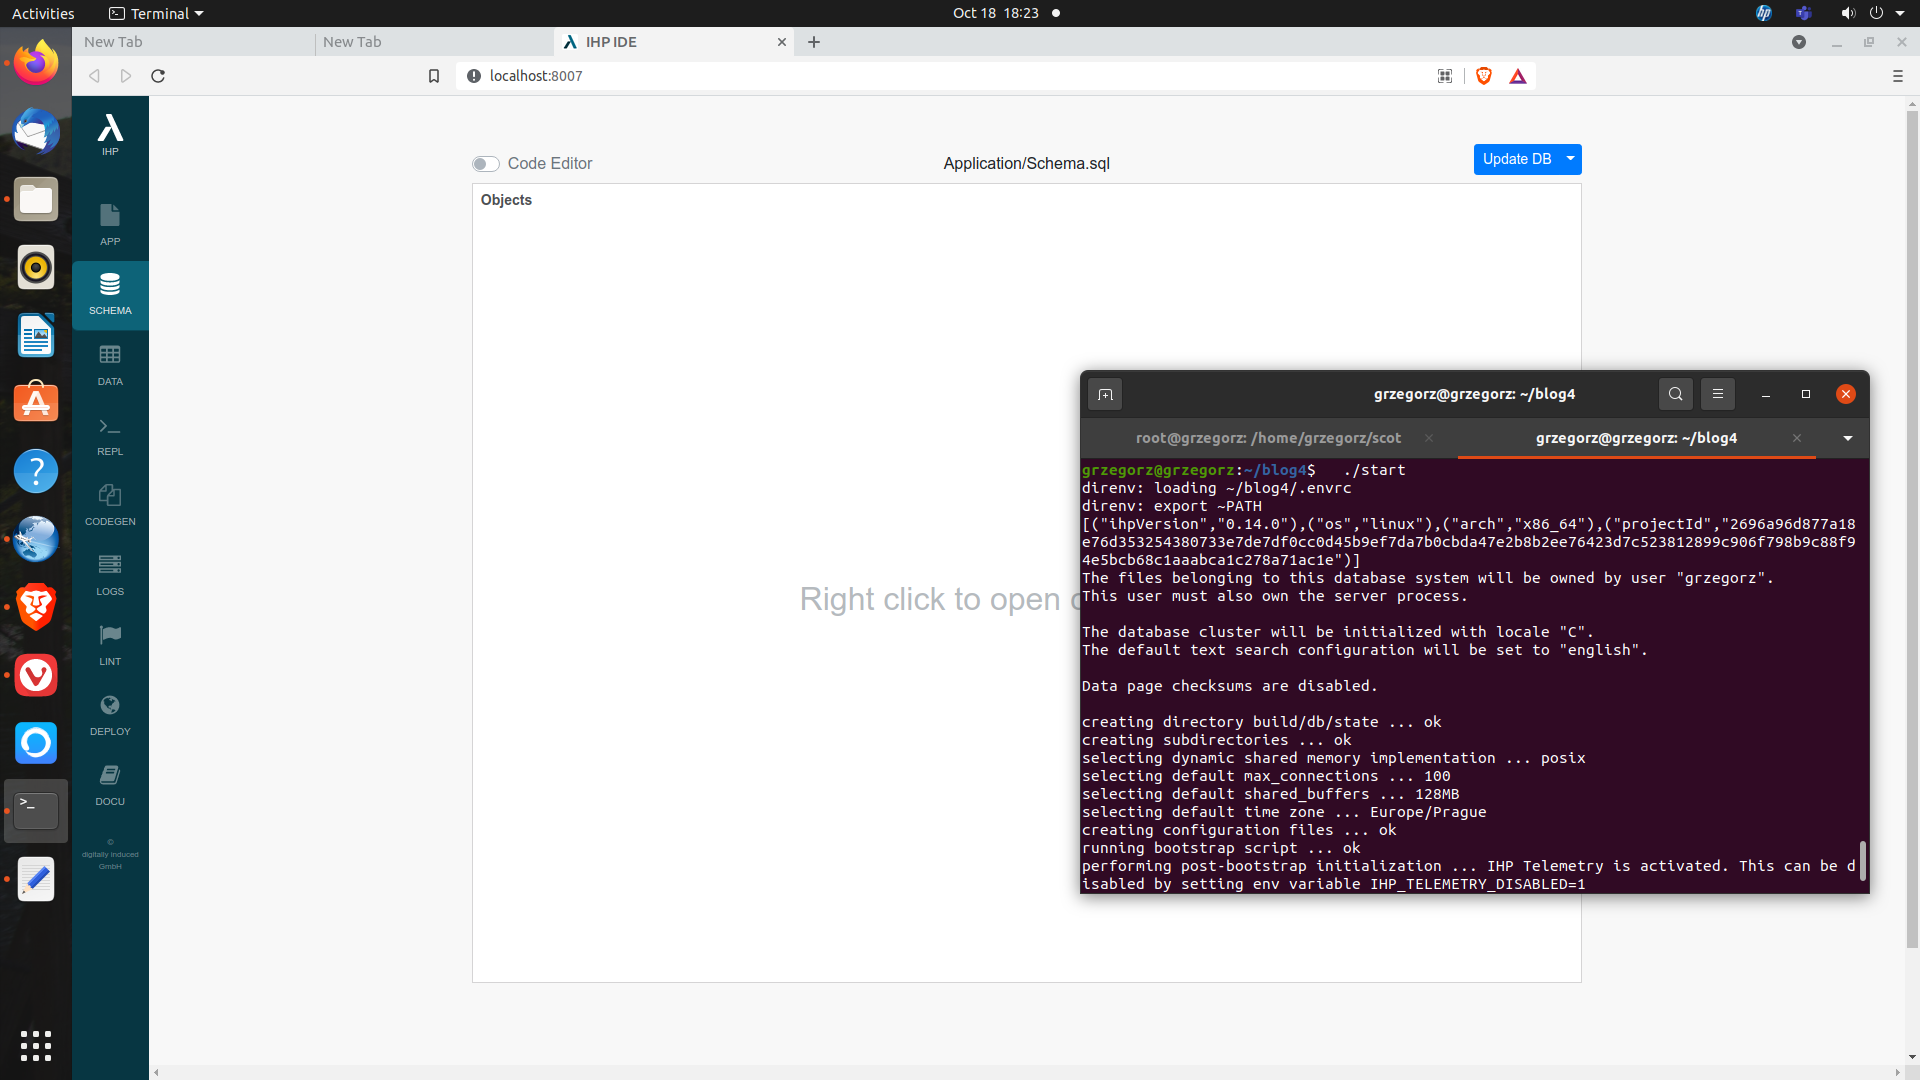 Activities
Terminal
Oct 18 18:23
New Tab
New Tab
IHP IDE
localhost:8007
IHP
APP
SCHEMA
DATA
REPL
CODEGEN
LOGS
LINT
DEPLOY
DOCU
©
digitally induced
GmbH
Code Editor
Application/Schema.sql
Update DB
Objects
Right click to open
grzegorz@grzegorz: ~/blog4
root@grzegorz: /home/grzegorz/scot
grzegorz@grzegorz: ~/blog4
grzegorz@grzegorz:~/blog4$   ./start
direnv: loading ~/blog4/.envrc
direnv: export ~PATH
[("ihpVersion","0.14.0"),("os","linux"),("arch","x86_64"),("projectId","2696a96d877a18
e76d353254380733e7de7df0cc0d45b9ef7da7b0cbda47e2b8b2ee76423d7c523812899c906f798b9c88f9
4e5bcb68c1aaabca1c278a71ac1e")]
The files belonging to this database system will be owned by user "grzegorz".
This user must also own the server process.
The database cluster will be initialized with locale "C".
The default text search configuration will be set to "english".
Data page checksums are disabled.
creating directory build/db/state ... ok
creating subdirectories ... ok
selecting dynamic shared memory implementation ... posix
selecting default max_connections ... 100
selecting default shared_buffers ... 128MB
selecting default time zone ... Europe/Prague
creating configuration files ... ok
running bootstrap script ... ok
performing post-bootstrap initialization ... IHP Telemetry is activated. This can be d
isabled by setting env variable IHP_TELEMETRY_DISABLED=1